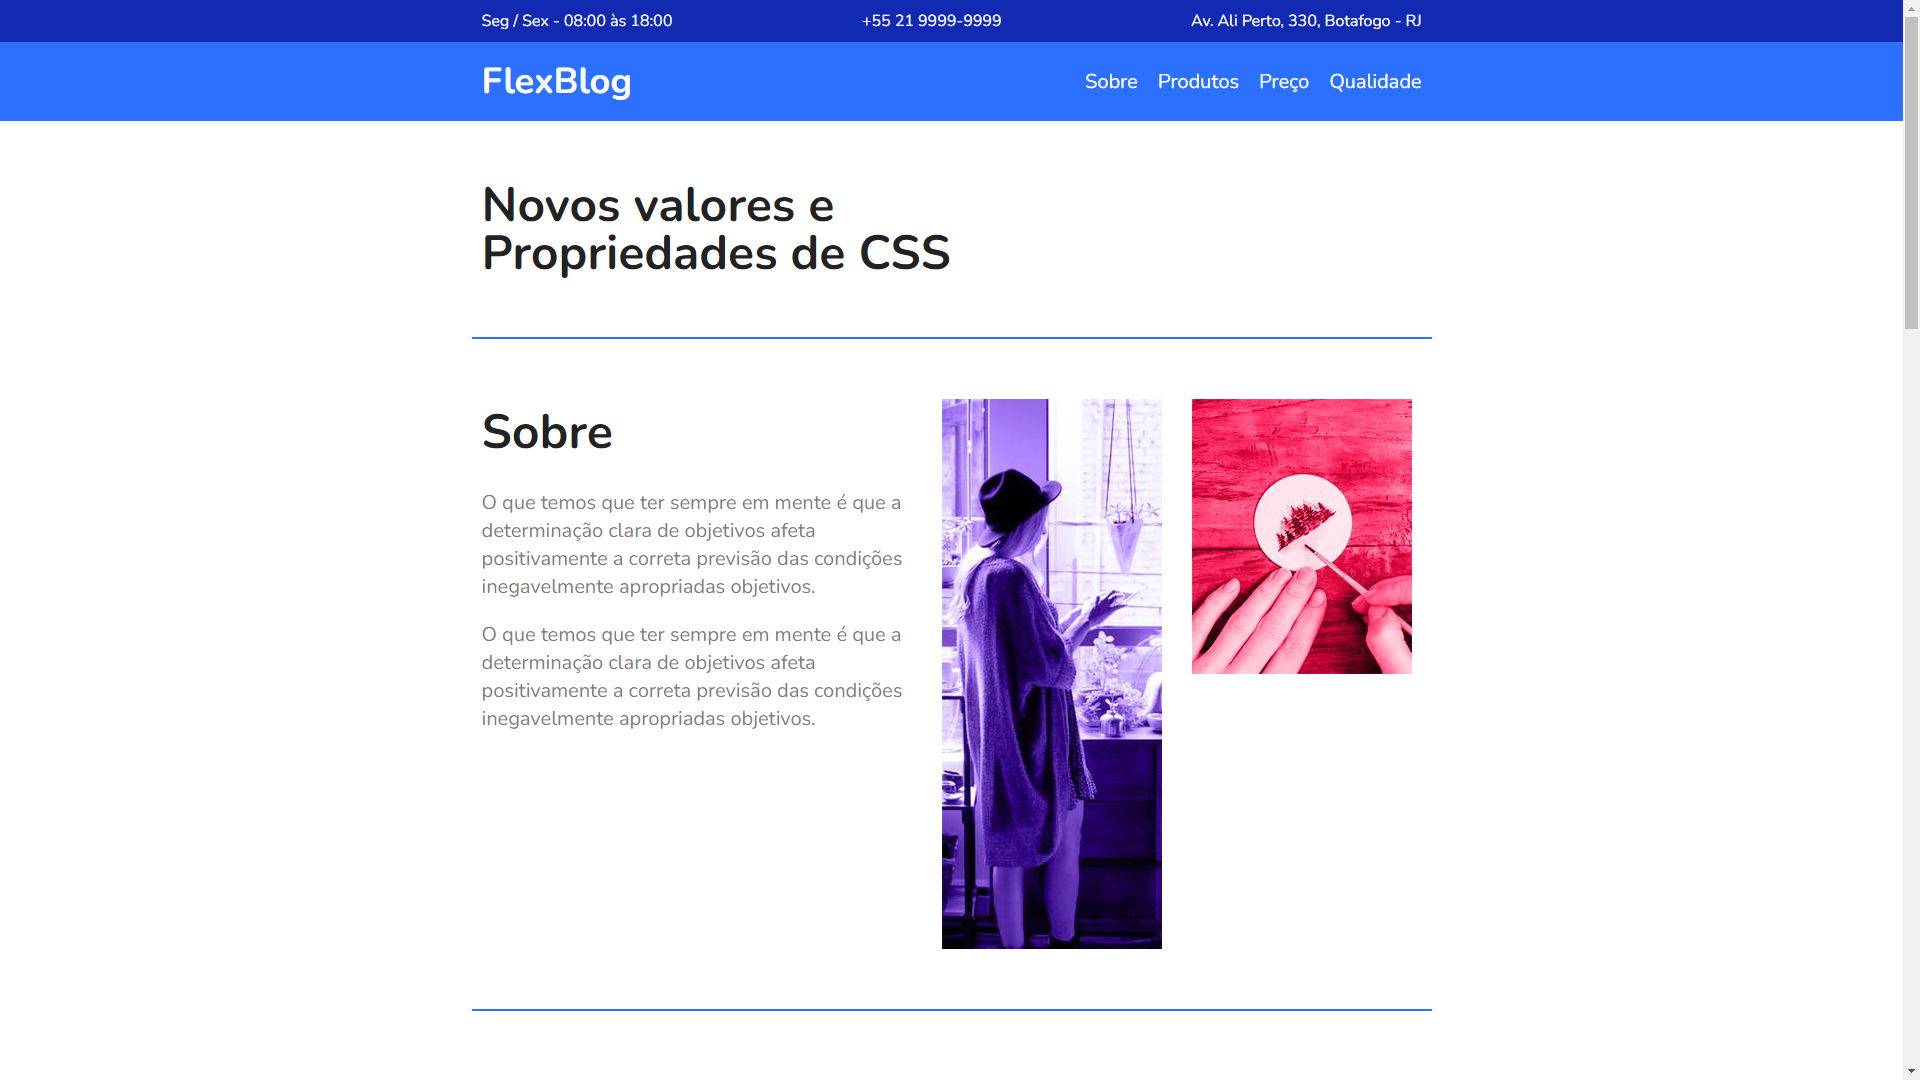 Seg / Sex - 08:00 às 18:00
+55 21 9999-9999
Av. Ali Perto, 330, Botafogo - RJ
FlexBlog
Sobre
Produtos
Preço
Qualidade
Novos valores e
Propriedades de CSS
Sobre
O que temos que ter sempre em mente é que a
determinação clara de objetivos afeta
positivamente a correta previsão das condições
inegavelmente apropriadas objetivos.
O que temos que ter sempre em mente é que a
determinação clara de objetivos afeta
positivamente a correta previsão das condições
inegavelmente apropriadas objetivos.